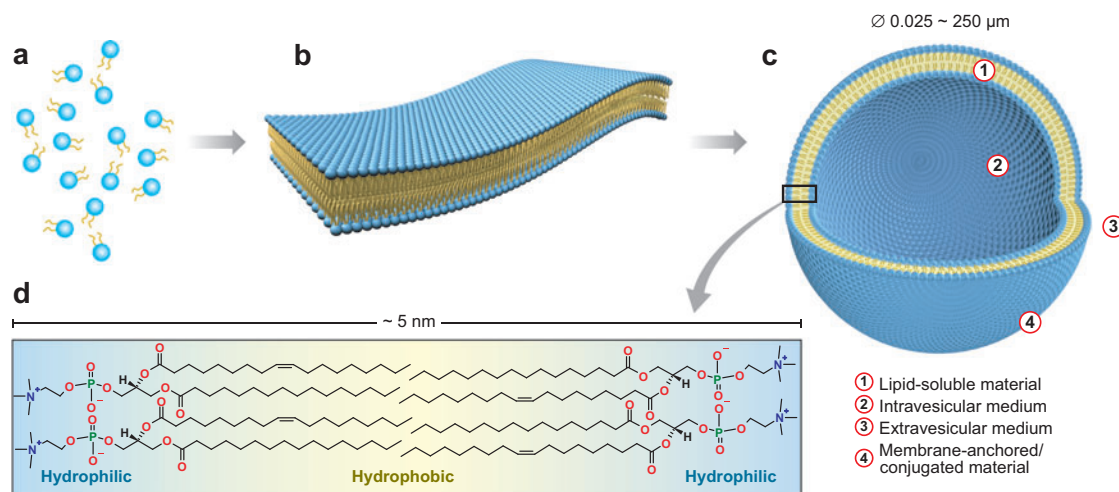 Ø 0.025 ~ 250 µm
a
b
c
1
2
3
4
d
~ 5 nm
O O P O O O O H O O N + −
O O P O O O O H O O N + −
O O P O O O O H O O N + −
O O P O O O O H O O N + −
Hydrophilic
Hydrophobic
Hydrophilic
1 Lipid-soluble material
2 Intravesicular medium
3 Extravesicular medium
4 Membrane-anchored/
conjugated material